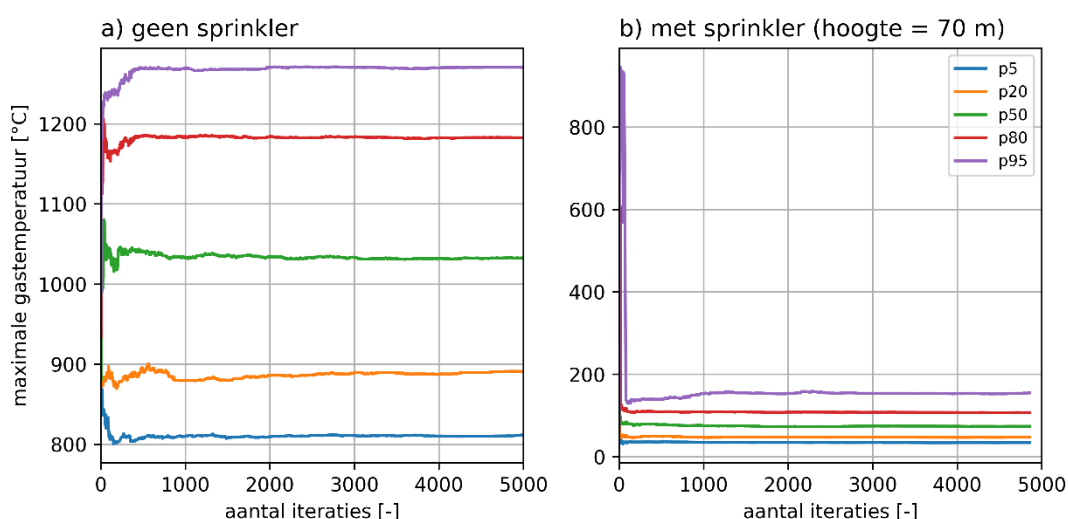 a) geen sprinkler
maximale gastemperatuur [°C]
1200
1100
1000
900
800
0 1000 2000 3000 4000 5000
aantal iteraties [-]
b) met sprinkler (hoogte = 70 m)
p5
p20
p50
p80
p95
800
600
400
200
0
0 1000 2000 3000 4000 5000
aantal iteraties [-]